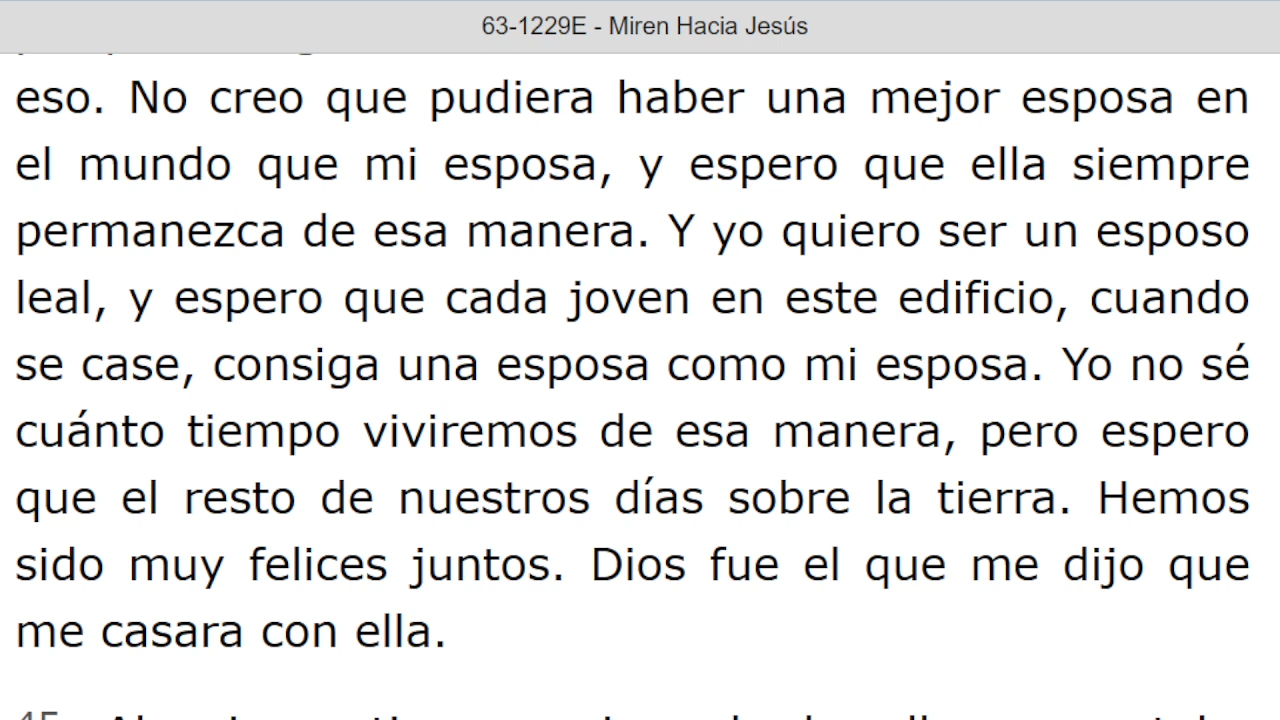 63-1229E - Miren Hacia Jesús
eso. No creo que pudiera haber una mejor esposa en
el mundo que mi esposa, y espero que ella siempre
permanezca de esa manera. Y yo quiero ser un esposo
leal, y espero que cada joven en este edificio, cuando
se case, consiga una esposa como mi esposa. Yo no sé
cuánto tiempo viviremos de esa manera, pero espero
que el resto de nuestros días sobre la tierra. Hemos
sido muy felices juntos. Dios fue el que me dijo que
me casara con ella.
45